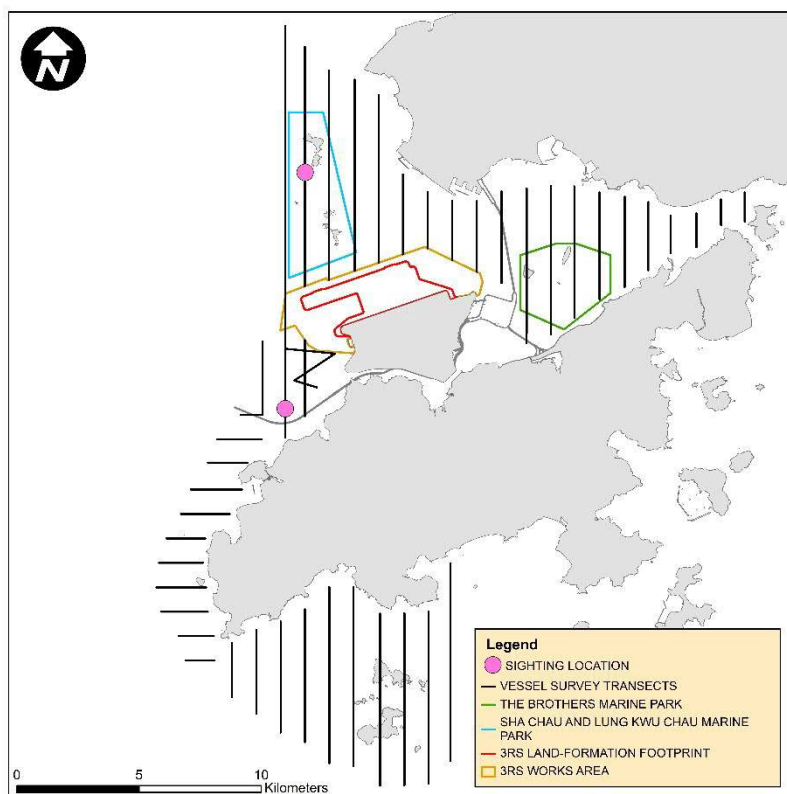 N
Legend
SIGHTING LOCATION
VESSEL SURVEY TRANSECTS
THE BROTHERS MARINE PARK
SHA CHAU AND LUNG KWU CHAU MARINE
PARK
3RS LAND-FORMATION FOOTPRINT
3RS WORKS AREA
0 5 10
Kilometers